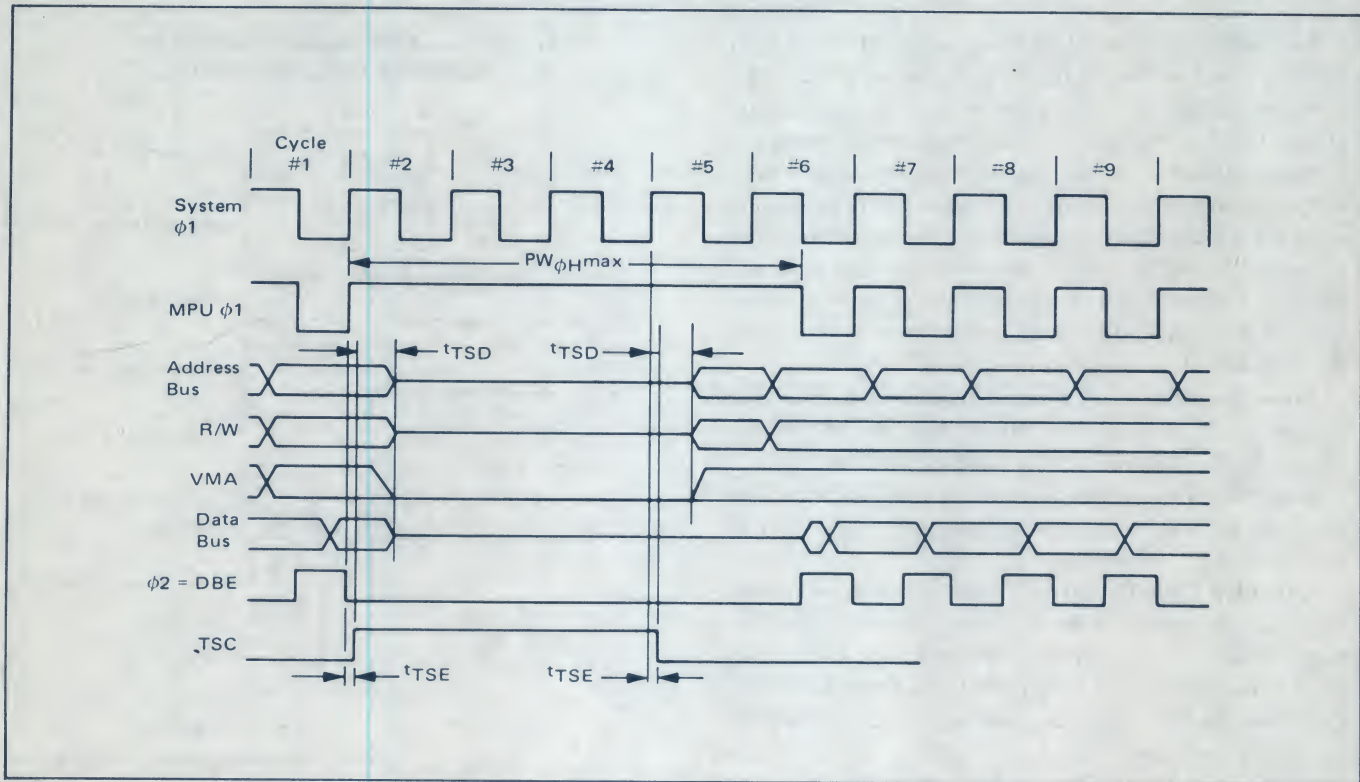 Cycle
#1 #2 #3 #4 #5 #6 #7 #8 #9
System
ϕ1
PWϕHmax
MPU ϕ1
tTSD tTSD
Address
Bus
R/W
VMA
Data
Bus
ϕ2 = DBE
TSC
tTSE tTSE